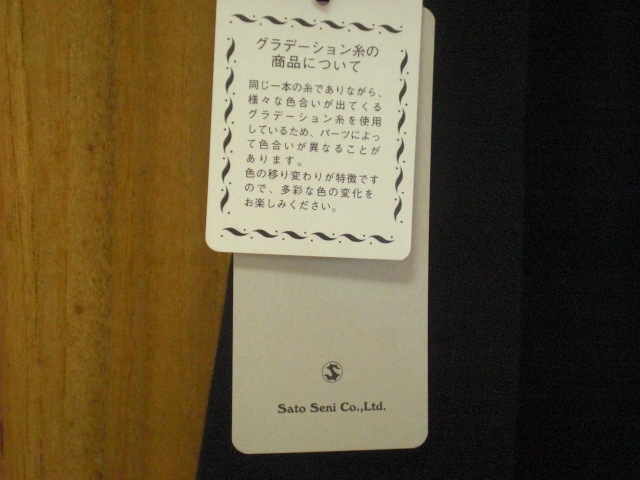 グラデーション糸の
商品について
同じ一本の糸でありながら、
様々な色合いが出てくる
グラデーション糸を使用
しているため、パーツによっ
て色合いが異なることが
あります。
色の移り変わりが特徴です
ので、多彩な色の変化を
お楽しみください。
Sato Seni Co.,Ltd.